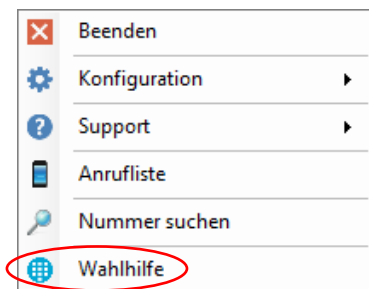 Beenden
Konfiguration
Support
Anrufliste
Nummer suchen
Wahlhilfe